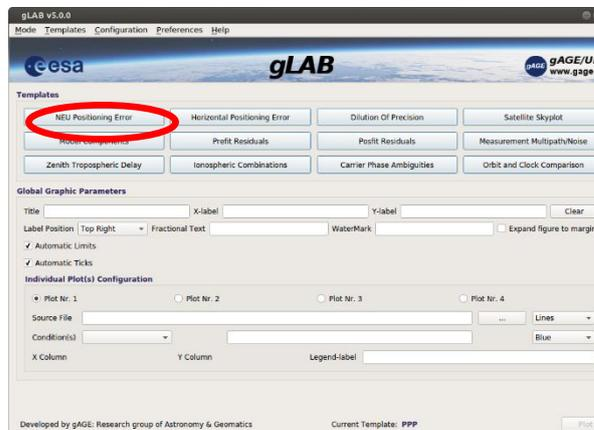 gLAB v5.0.0
Mode Templates Configuration Preferences Help
esa gLAB gAGE gAGE/U
www.gage
Templates
NEU Positioning Error Horizontal Positioning Error Dilution Of Precision Satellite Skyplot
Model Components Prefit Residuals Posfit Residuals Measurement Multipath/Noise
Zenith Tropospheric Delay Ionospheric Combinations Carrier Phase Ambiguities Orbit and Clock Comparison
Global Graphic Parameters
Title X-label Y-label Clear
Label Position Top Right Fractional Text WaterMark Expand figure to margin
Automatic Limits
Automatic Ticks
Individual Plot(s) Configuration
Plot Nr. 1 Plot Nr. 2 Plot Nr. 3 Plot Nr. 4
Source File ... Lines
Condition(s) Blue
X Column Y Column Legend-label
Developed by gAGE: Research group of Astronomy & Geomatics Current Template: PPP Plot